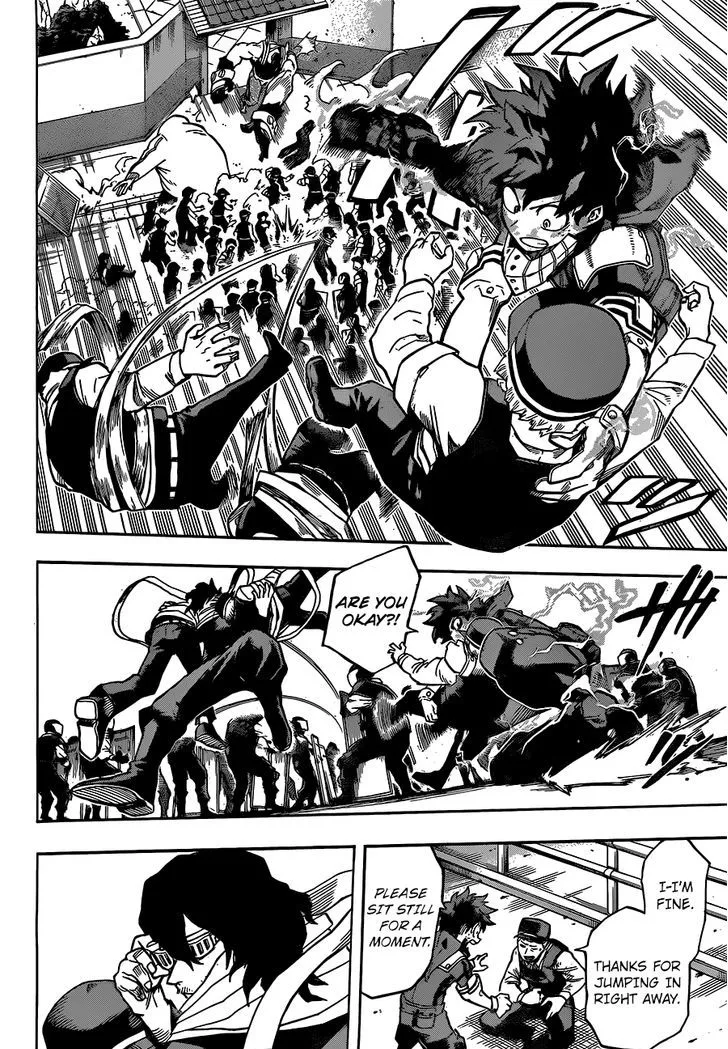 ARE YOU
OKAY?!
I-I'M
FINE.
THANKS FOR
JUMPING IN
RIGHT AWAY.
PLEASE
SIT STILL
FOR A
MOMENT.